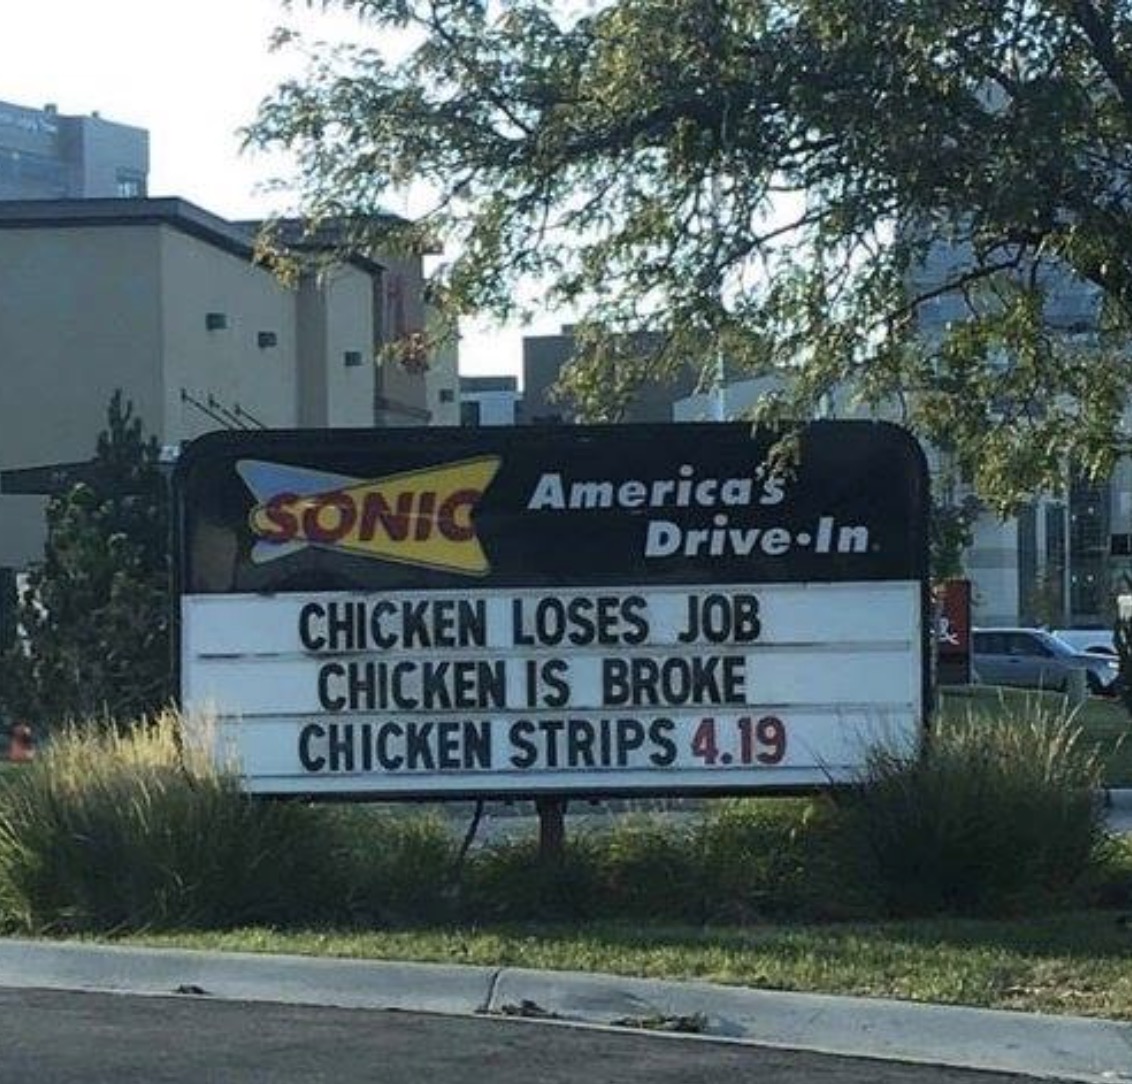 SONIC
America's
Drive-In
CHICKEN LOSES JOB
CHICKEN IS BROKE
CHICKEN STRIPS 4.19
&